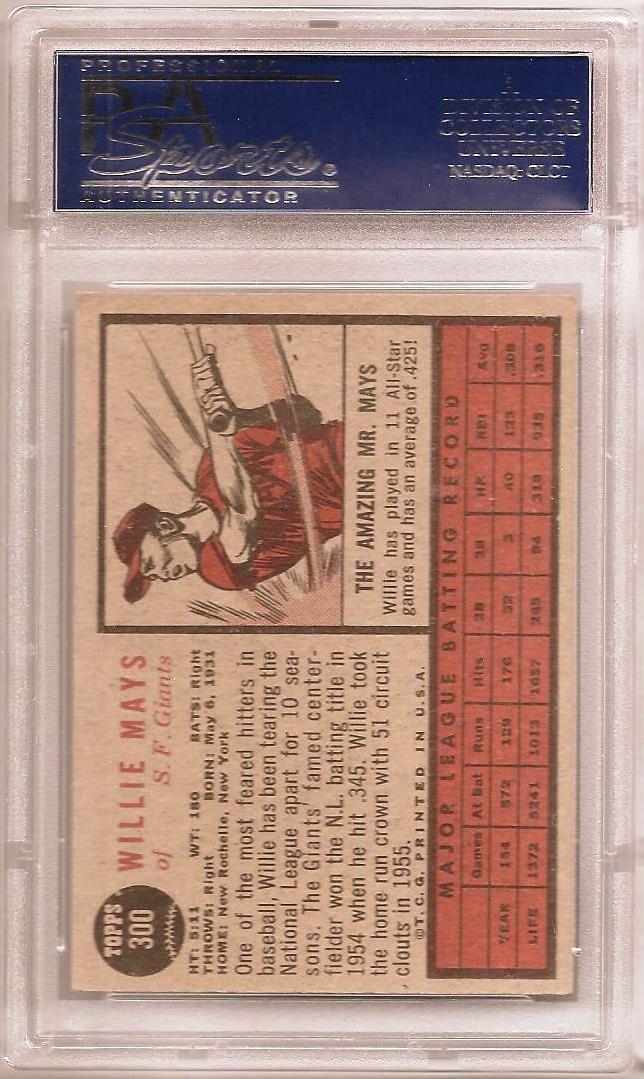 PROFESSIONAL
PSA
Sports
AUTHENTICATOR
A
DIVISION OF
COLLECTORS
UNIVERSE
NASDAQ: CLCT
TOPPS
300
WILLIE MAYS
of S. F. Giants
HT: 5:11 WT: 180 BATS: Right
THROWS: Right BORN: May 6, 1931
HOME: New Rochelle, New York
One of the most feared hitters in
baseball, Willie has been tearing the
National League apart for 10 sea-
sons. The Giants' famed center-
fielder won the N.L. batting title in
1954 when he hit .345. Willie took
the home run crown with 51 circuit
clouts in 1955.
©T. C. G. PRINTED IN U. S. A.
THE AMAZING MR. MAYS
Willie has played in 11 All-Star
games and has an average of .425!
MAJOR LEAGUE BATTING RECORD
Games At Bat Runs Hits 2B 3B HR RBI Avg
YEAR 154 572 129 176 32 3 40 123 .308
LIFE 1372 5241 1013 1657 265 94 319 935 .316